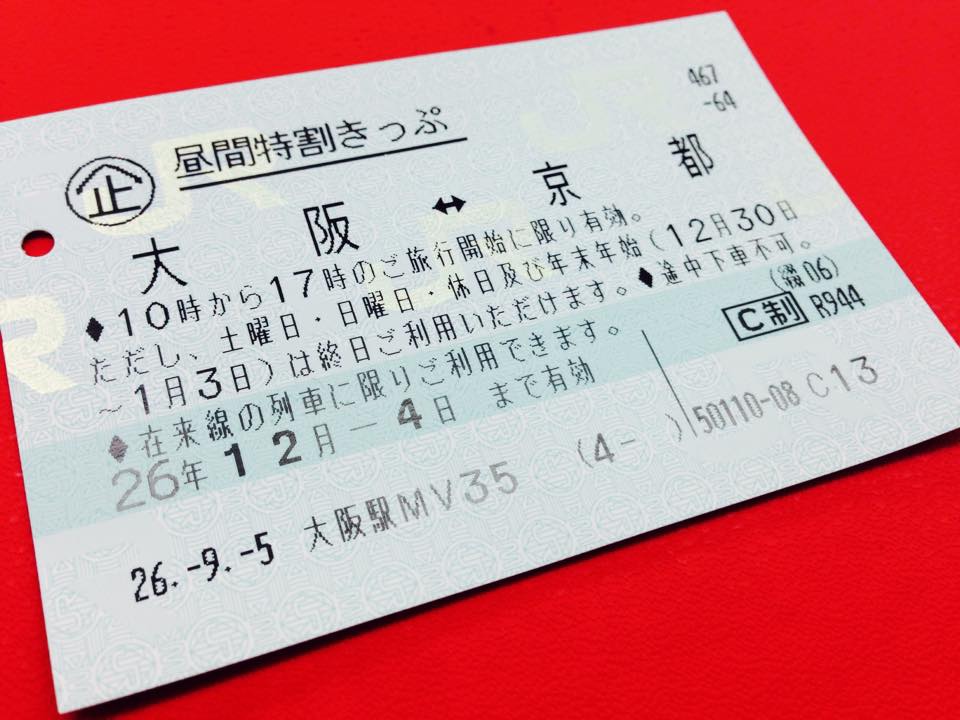 467
-64
企 昼間特割きっぷ
大阪 ↔ 京都
◆10時から17時のご旅行開始に限り有効。
ただし、土曜日・日曜日・休日及び年末年始(12月30日
~1月3日)は終日ご利用いただけます。◆途中下車不可。
◆在来線の列車に限りご利用できます。
(綴06)
C制 R944
26年12月-4日 まで有効
26.-9.-5 大阪駅MV35 (4- ) 50110-08 C13